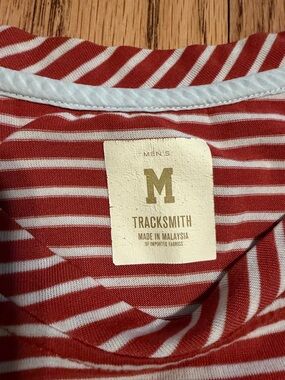 MEN'S
M
TRACKSMITH
MADE IN MALAYSIA
OF IMPORTED FABRICS